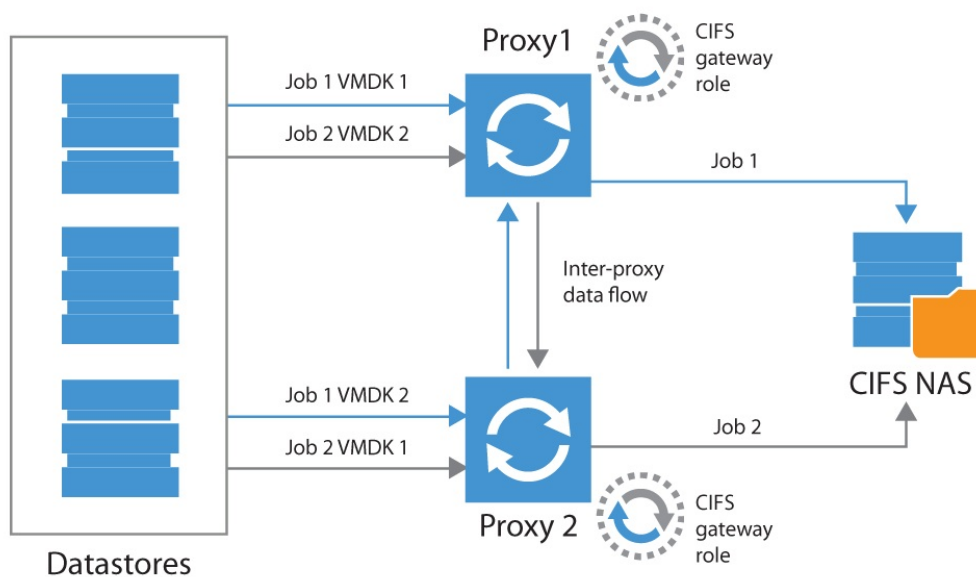 Proxy1
CIFS
gateway
role
Job 1 VMDK 1
Job 2 VMDK 2
Job 1
Inter-proxy
data flow
CIFS NAS
Job 1 VMDK 2
Job 2 VMDK 1
Job 2
Proxy 2
CIFS
gateway
role
Datastores